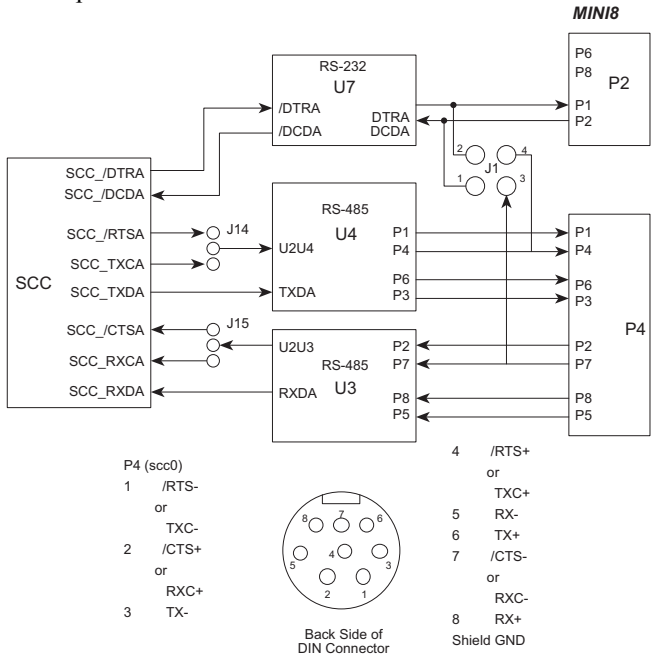 MINI8
RS-232
U7
/DTRA
/DCDA
DTRA
DCDA
P6
P8
P2
P1
P2
2
4
J1
1
3
SCC
SCC_/DTRA
SCC_/DCDA
SCC_/RTSA
SCC_TXCA
SCC_TXDA
SCC_/CTSA
SCC_RXCA
SCC_RXDA
J14
J15
RS-485
U4
U2U4
TXDA
P1
P4
P6
P3
U2U3
RS-485
U3
RXDA
P2
P7
P8
P5
P1
P4
P6
P3
P4
P2
P7
P8
P5
P4 (scc0)
1 /RTS-
or
TXC-
2 /CTS+
or
RXC+
3 TX-
8
7
6
5
4
3
2
1
Back Side of
DIN Connector
4 /RTS+
or
TXC+
5 RX-
6 TX+
7 /CTS-
or
RXC-
8 RX+
Shield GND